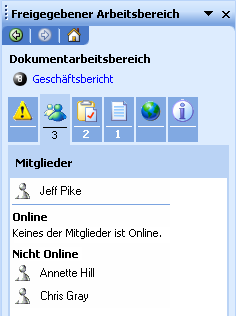 Freigegebener Arbeitsbereich
Dokumentarbeitsbereich
Geschäftsbericht
3 2 1
Mitglieder
Jeff Pike
Online
Keines der Mitglieder ist Online.
Nicht Online
Annette Hill
Chris Gray